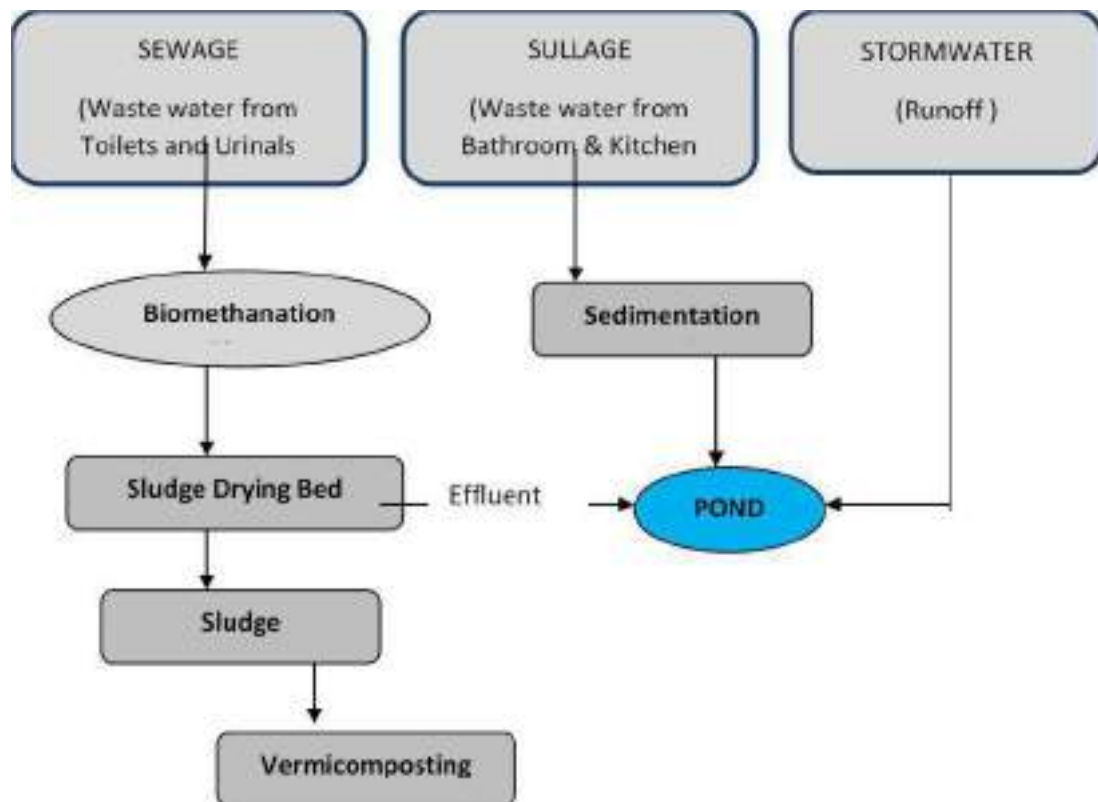 SEWAGE
(Waste water from
Toilets and Urinals
SULLAGE
(Waste water from
Bathroom & Kitchen
STORMWATER
(Runoff )
Biomethanation
Sedimentation
Sludge Drying Bed
Effluent
POND
Sludge
Vermicomposting